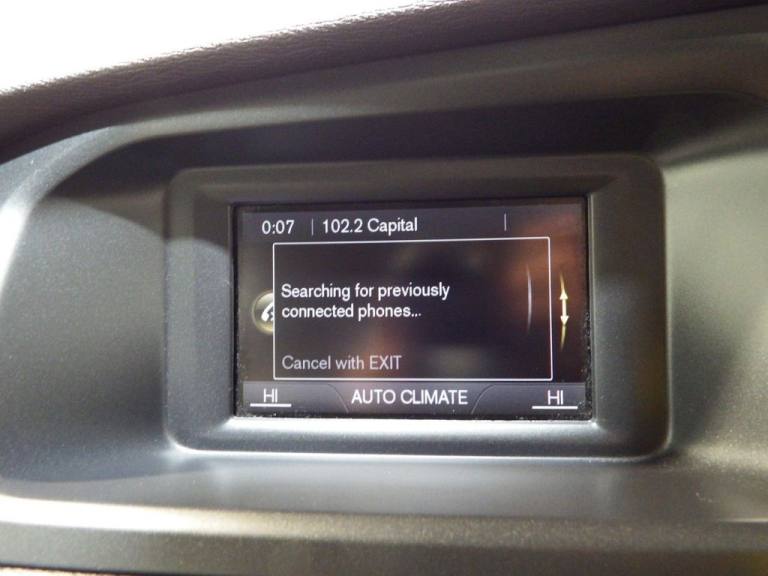 0:07 | 102.2 Capital
Searching for previously
connected phones...
Cancel with EXIT
HI AUTO CLIMATE HI